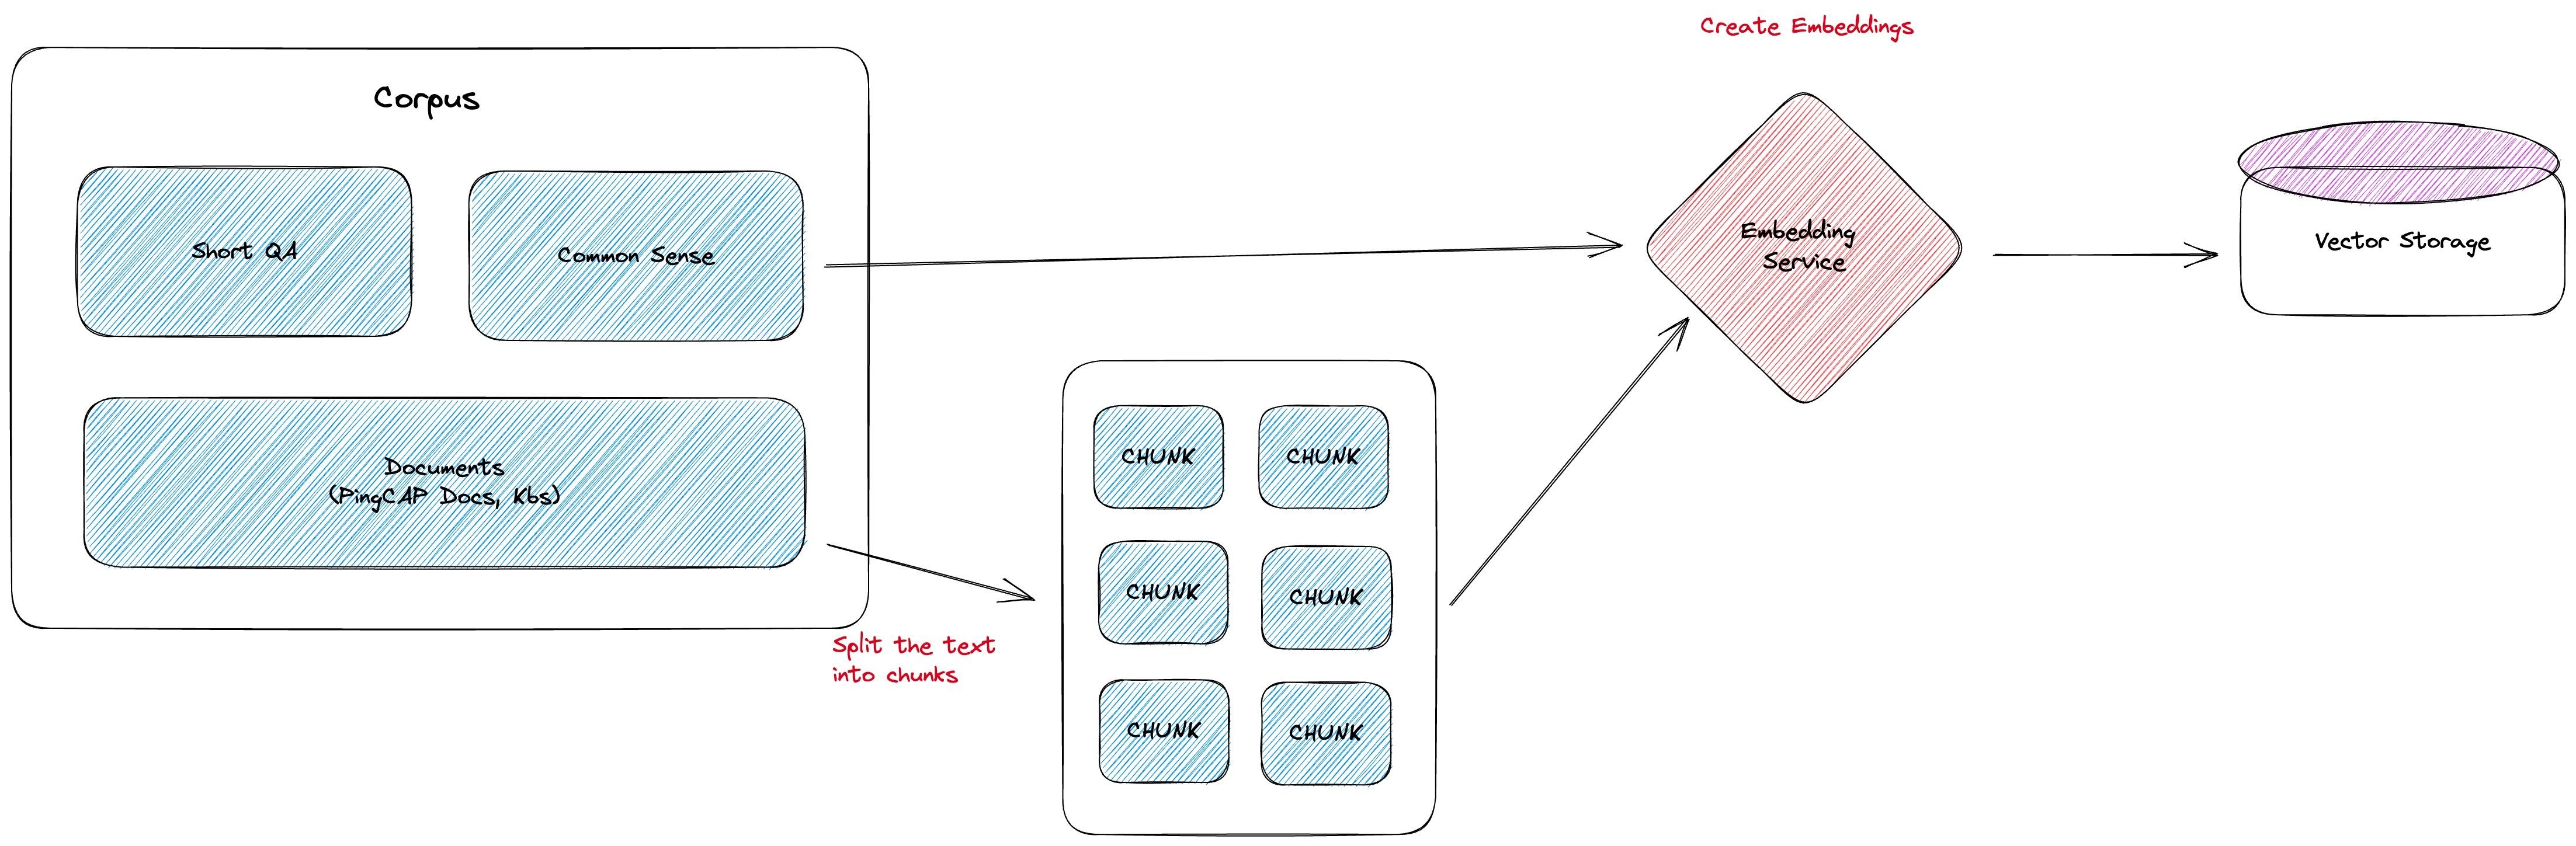 Create Embeddings
Corpus
Short QA
Common Sense
Embedding
Service
Vector Storage
Documents
(PingCAP Docs, Kbs)
CHUNK
CHUNK
CHUNK
CHUNK
CHUNK
CHUNK
Split the text
into chunks